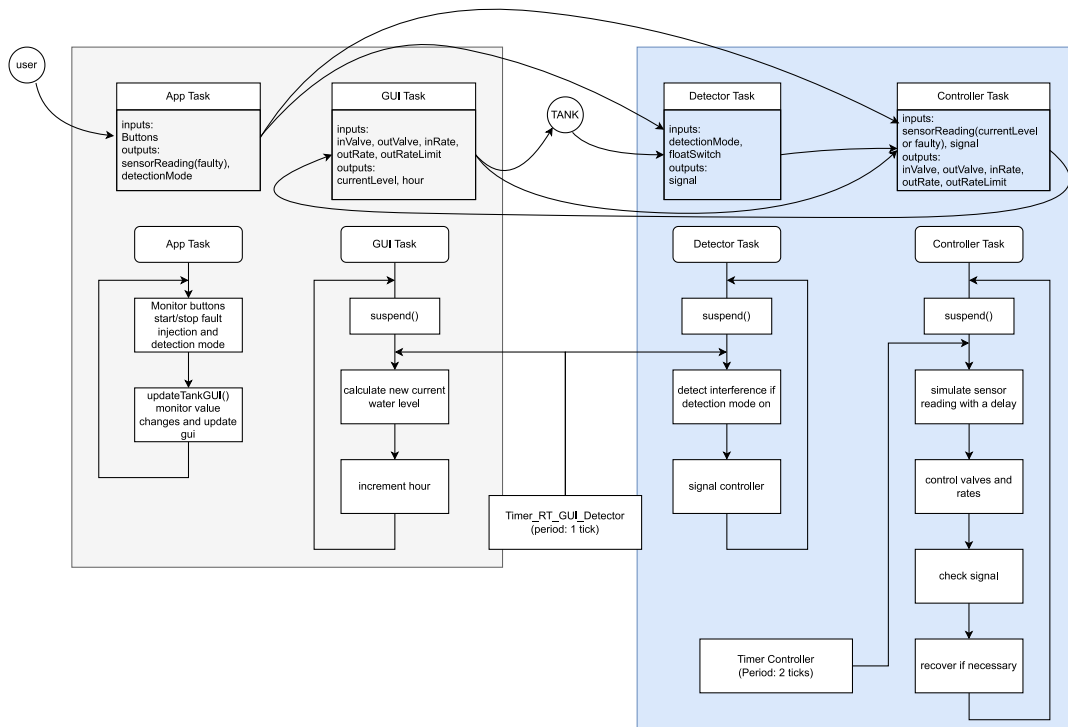 user
App Task
inputs:
Buttons
outputs:
sensorReading(faulty),
detectionMode
GUI Task
inputs:
inValve, outValve, inRate,
outRate, outRateLimit
outputs:
currentLevel, hour
TANK
Detector Task
inputs:
detectionMode,
floatSwitch
outputs:
signal
Controller Task
inputs:
sensorReading(currentLevel
or faulty), signal
outputs:
inValve, outValve, inRate,
outRate, outRateLimit
App Task
Monitor buttons
start/stop fault
injection and
detection mode
updateTankGUI()
monitor value
changes and update
gui
GUI Task
suspend()
calculate new current
water level
increment hour
Timer_RT_GUI_Detector
(period: 1 tick)
Detector Task
suspend()
detect interference if
detection mode on
signal controller
Timer Controller
(Period: 2 ticks)
Controller Task
suspend()
simulate sensor
reading with a delay
control valves and
rates
check signal
recover if necessary